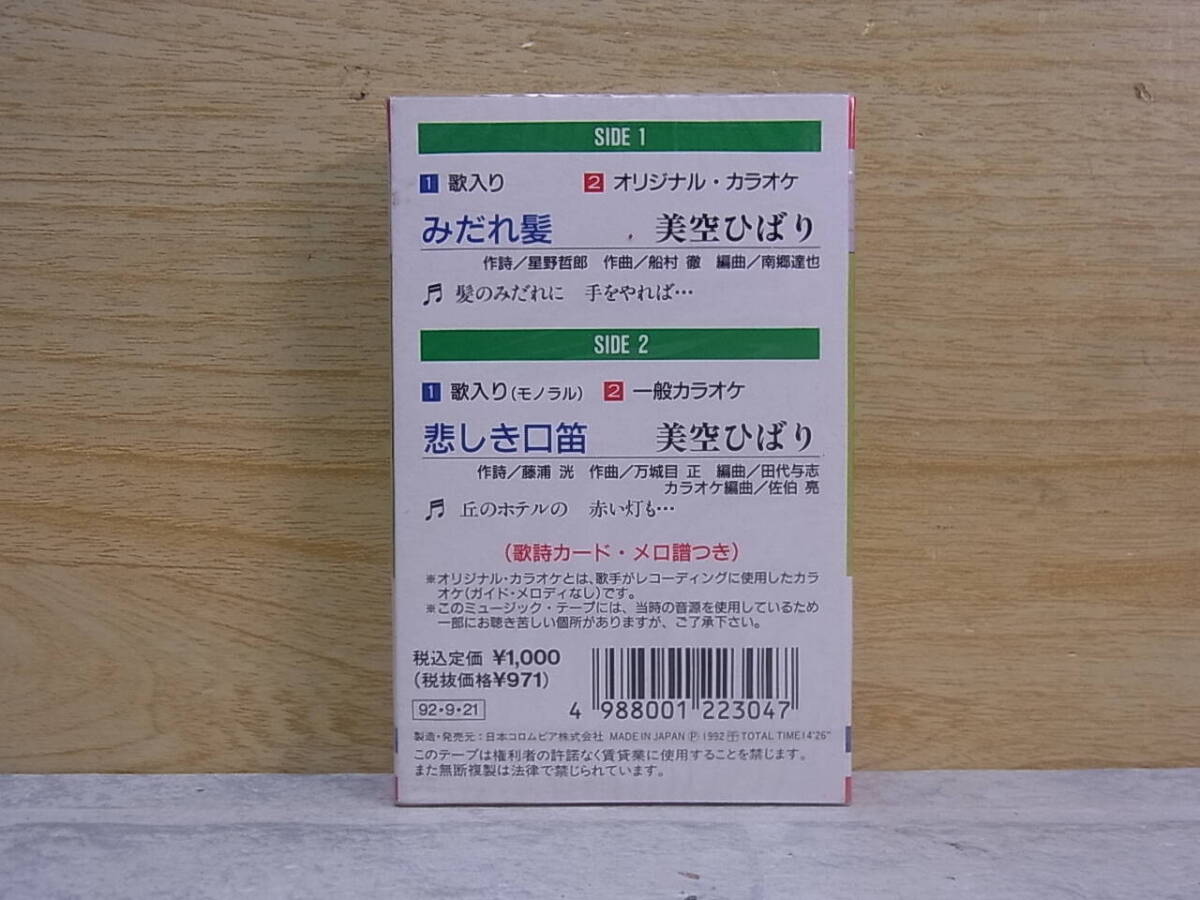 SIDE 1
1 歌入り 2 オリジナル・カラオケ
みだれ髪 美空ひばり
作詩／星野哲郎 作曲／船村 徹 編曲／南郷達也
髪のみだれに 手をやれば…
SIDE 2
1 歌入り(モノラル) 2 一般カラオケ
悲しき口笛 美空ひばり
作詩／藤浦 洸 作曲／万城目 正 編曲／田代与志
カラオケ編曲／佐伯 亮
丘のホテルの 赤い灯も…
(歌詩カード・メロ譜つき)
※オリジナル・カラオケとは、歌手がレコーディングに使用したカラ
オケ(ガイド・メロディなし)です。
※このミュージック・テープには、当時の音源を使用しているため
一部にお聴き苦しい個所がありますが、ご了承下さい。
税込定価 ¥1,000
(税抜価格¥971)
92・9・21
4 988001 223047
製造・発売元：日本コロムビア株式会社 MADE IN JAPAN Ⓟ 1992 TOTAL TIME14'26"
このテープは権利者の許諾なく賃貸業に使用することを禁じます。
また無断複製は法律で禁じられています。